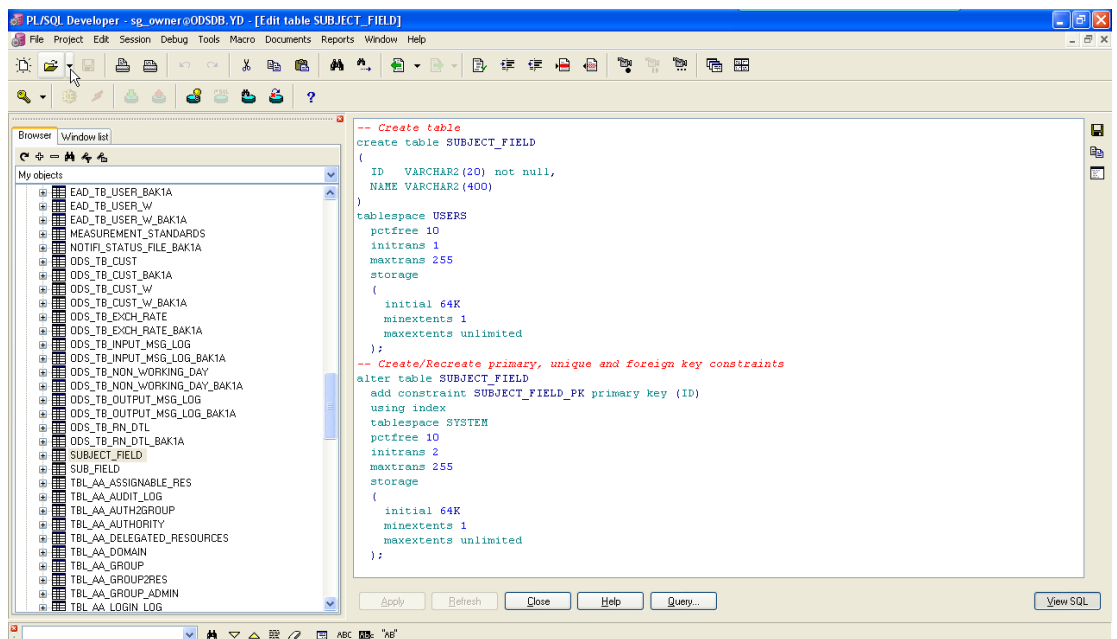 PL/SQL Developer - sg_owner@ODSDB.YD - [Edit table SUBJECT_FIELD]
File Project Edit Session Debug Tools Macro Documents Reports Window Help
Browser Window list
My objects
EAD_TB_USER_BAK1A
EAD_TB_USER_W
EAD_TB_USER_W_BAK1A
MEASUREMENT_STANDARDS
NOTIFI_STATUS_FILE_BAK1A
ODS_TB_CUST
ODS_TB_CUST_BAK1A
ODS_TB_CUST_W
ODS_TB_CUST_W_BAK1A
ODS_TB_EXCH_RATE
ODS_TB_EXCH_RATE_BAK1A
ODS_TB_INPUT_MSG_LOG
ODS_TB_INPUT_MSG_LOG_BAK1A
ODS_TB_NON_WORKING_DAY
ODS_TB_NON_WORKING_DAY_BAK1A
ODS_TB_OUTPUT_MSG_LOG
ODS_TB_OUTPUT_MSG_LOG_BAK1A
ODS_TB_RN_DTL
ODS_TB_RN_DTL_BAK1A
SUBJECT_FIELD
SUB_FIELD
TBL_AA_ASSIGNABLE_RES
TBL_AA_AUDIT_LOG
TBL_AA_AUTH2GROUP
TBL_AA_AUTHORITY
TBL_AA_DELEGATED_RESOURCES
TBL_AA_DOMAIN
TBL_AA_GROUP
TBL_AA_GROUP2RES
TBL_AA_GROUP_ADMIN
TBL_AA_LOGIN_LOG
-- Create table
create table SUBJECT_FIELD
(
ID VARCHAR2(20) not null,
NAME VARCHAR2(400)
)
tablespace USERS
pctfree 10
initrans 1
maxtrans 255
storage
(
initial 64K
minextents 1
maxextents unlimited
);
-- Create/Recreate primary, unique and foreign key constraints
alter table SUBJECT_FIELD
add constraint SUBJECT_FIELD_PK primary key (ID)
using index
tablespace SYSTEM
pctfree 10
initrans 2
maxtrans 255
storage
(
initial 64K
minextents 1
maxextents unlimited
);
Apply Refresh Close Help Query... View SQL
ABC "AB"